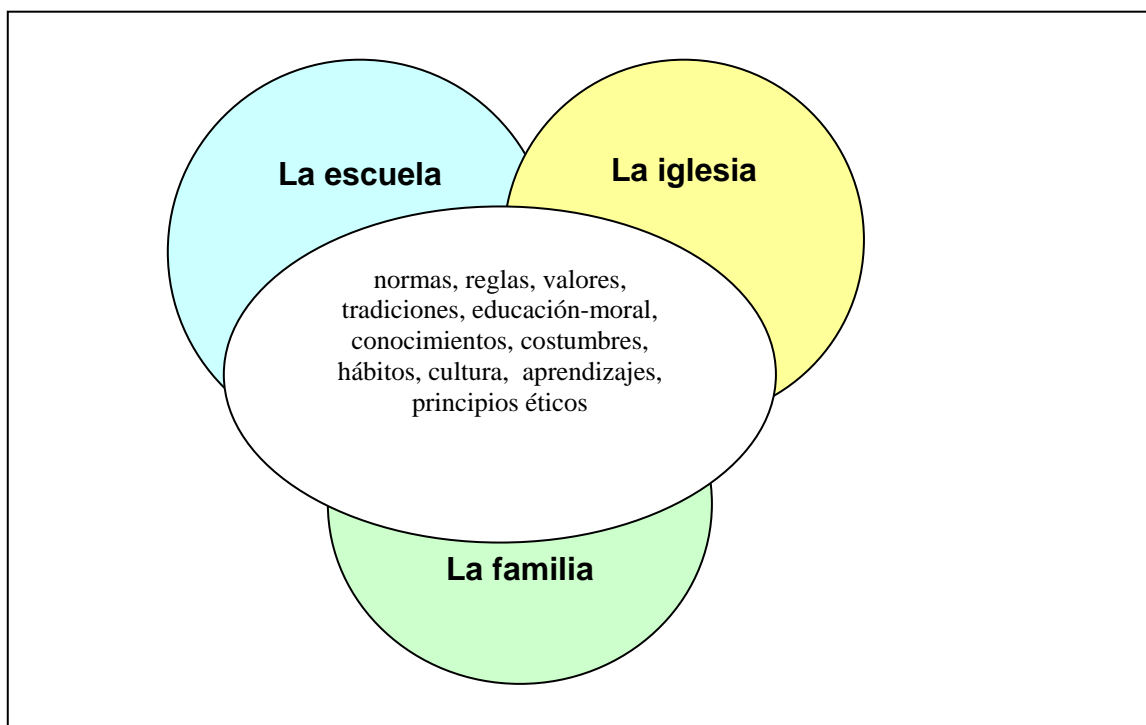 La escuela
La iglesia
normas, reglas, valores,
tradiciones, educación-moral,
conocimientos, costumbres,
hábitos, cultura,  aprendizajes,
principios éticos
La familia